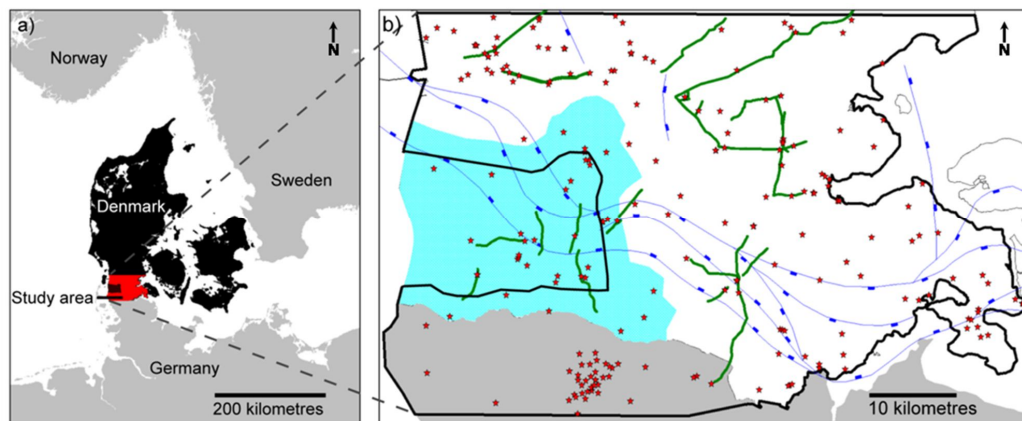 a)
N
Norway
Sweden
Denmark
Study area
Germany
200 kilometres
b)
N
10 kilometres